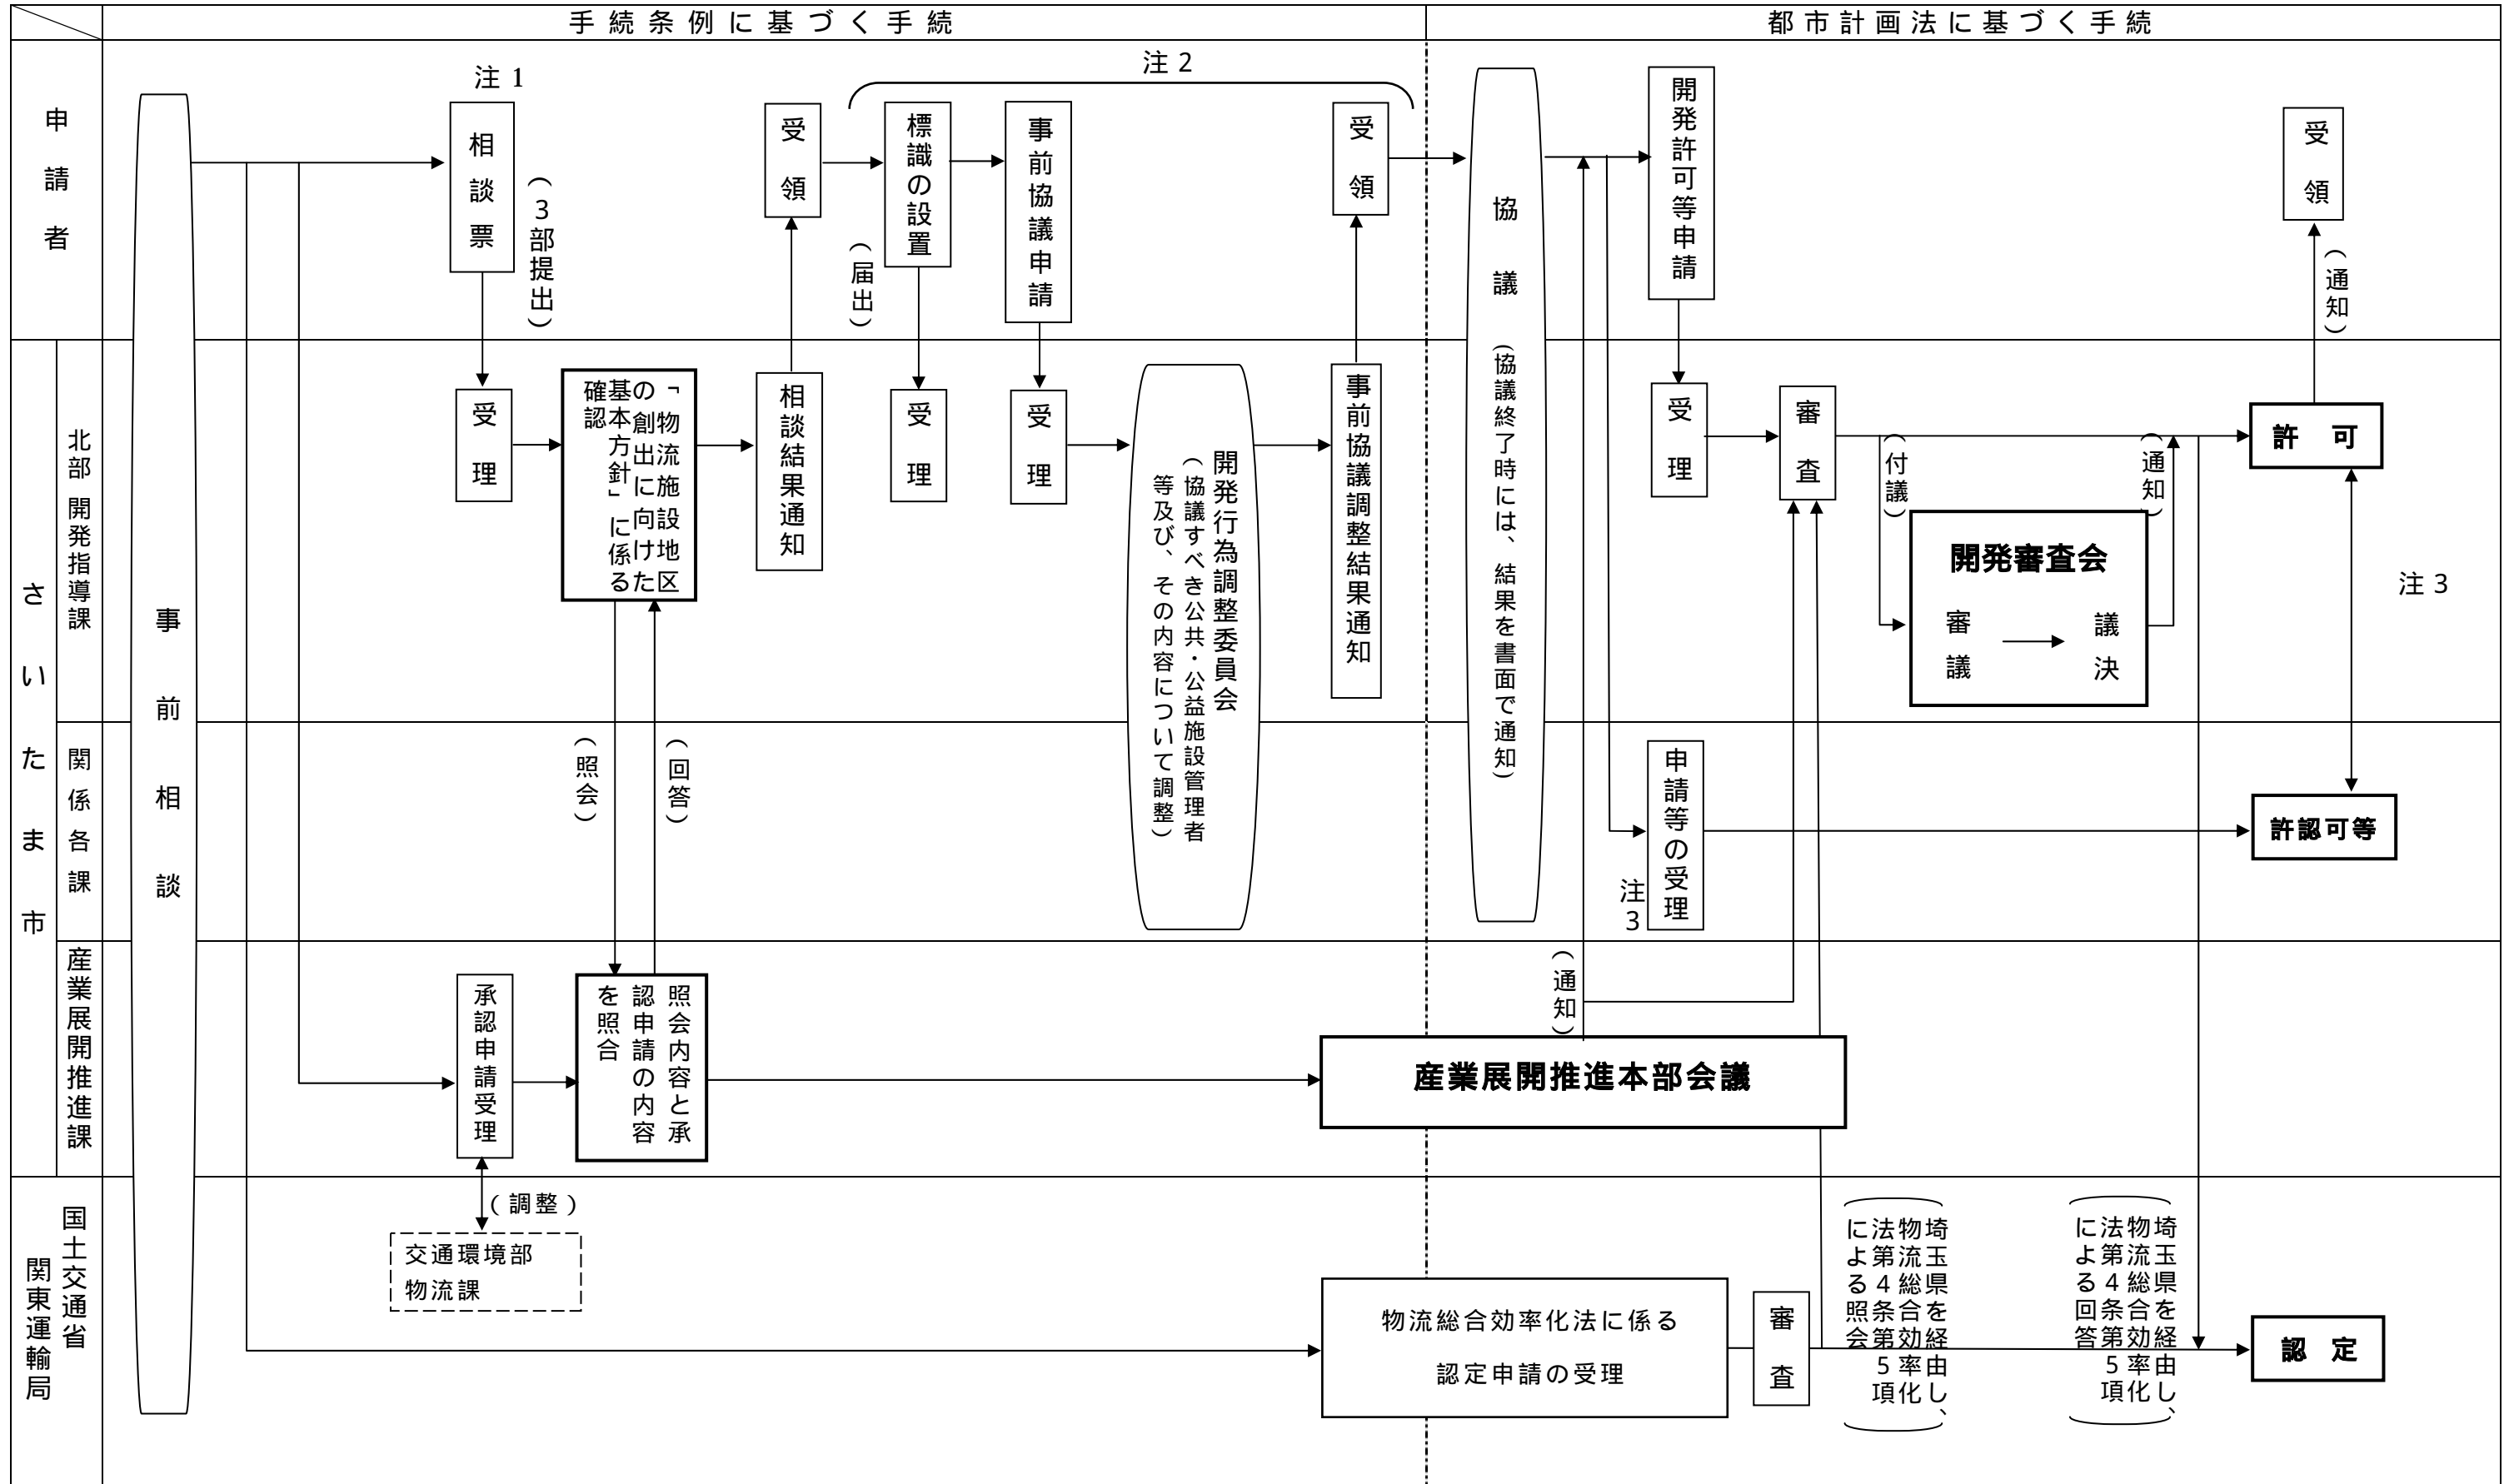 手続条例に基づく手続
都市計画法に基づく手続
申請者
さいたま市
北部 開発指導課
関係各課
産業展開推進課
国土交通省
関東運輸局
事前相談
注 1
相談票
（3部提出）
受理
「物流施設地区
の創出に向けた
基本方針」に係る
確認
相談結果通知
受領
注 2
標識の設置
（届出）
受理
事前協議申請
受理
開発行為調整委員会
（協議すべき公共・公益施設管理者
等及び、その内容について調整）
事前協議調整結果通知
受領
（照会）
（回答）
承認申請受理
照会内容と承
認申請の内容
を照合
（調整）
交通環境部
物流課
協議 （協議終了時には、結果を書面で通知）
開発許可等申請
受理
審査
（付議）
開発審査会
審議
議決
（通知）
許 可
（通知）
受領
注 3
申請等の受理
注3
許認可等
（通知）
産業展開推進本部会議
物流総合効率化法に係る
認定申請の受理
審査
埼玉県を経由し、
物流総合効率化
法第4条第5項
による照会
埼玉県を経由し、
物流総合効率化
法第4条第5項
による回答
認 定